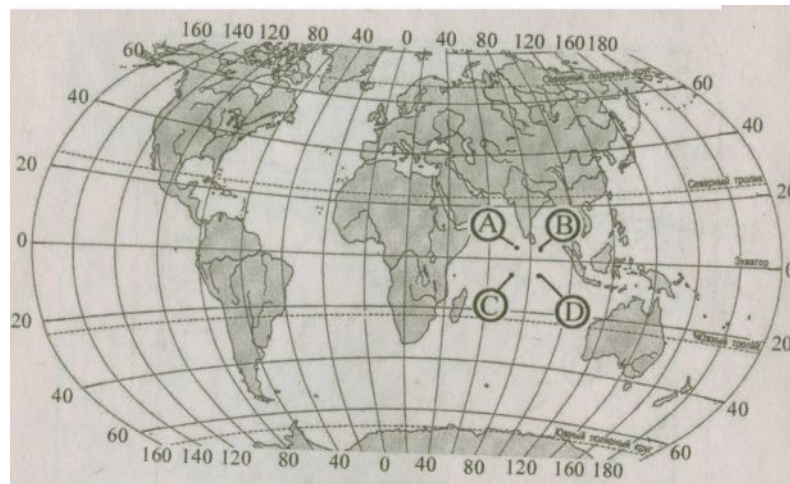 160 140 120 80 40 0 40 80 120 160 180
60 Северный полярный круг 60
40 40
20 Северный тропик 20
A B
0 Экватор 0
C D
20 Южный тропик 20
40 40
60 Южный полярный круг 60
160 140 120 80 40 0 40 80 120 160 180